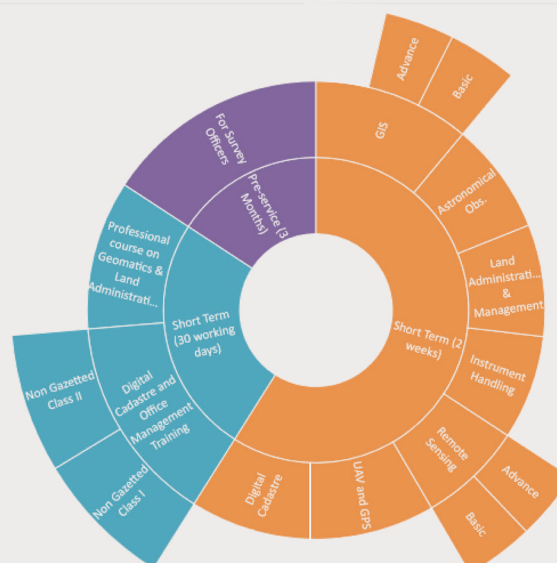 Advance
Basic
GIS
Astronomical
Obs.
Land
Administrati...
&
Management
Instrument
Handling
Short Term (2
weeks)
Remote
Sensing
Advance
Basic
UAV and GPS
Digital
Cadastre
Short Term
(30 working
days)
Digital
Cadastre and
Office
Management
Training
Non Gazetted
Class I
Non Gazetted
Class II
Professional
course on
Geomatics &
Land
Administrati...
Pre-service (3
Months)
For Survey
Officers